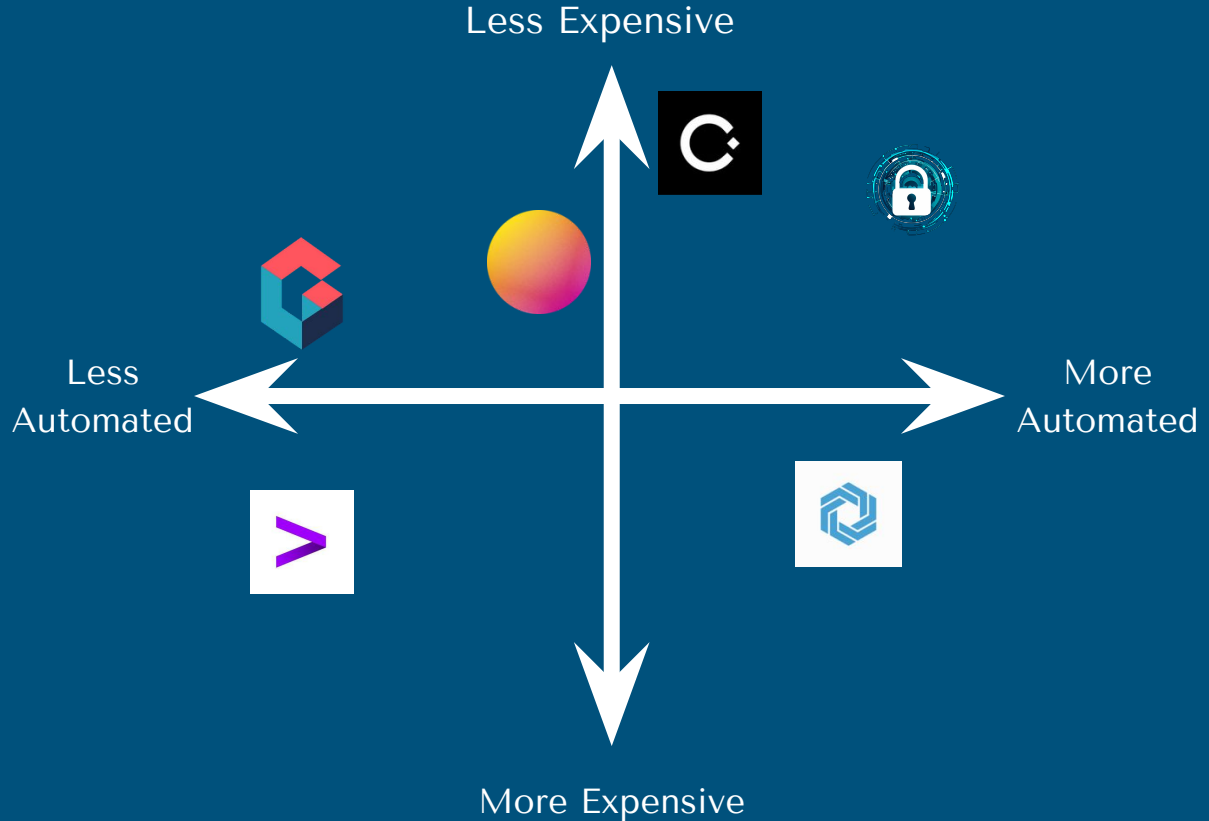 Less Expensive
Less
Automated
More
Automated
More Expensive